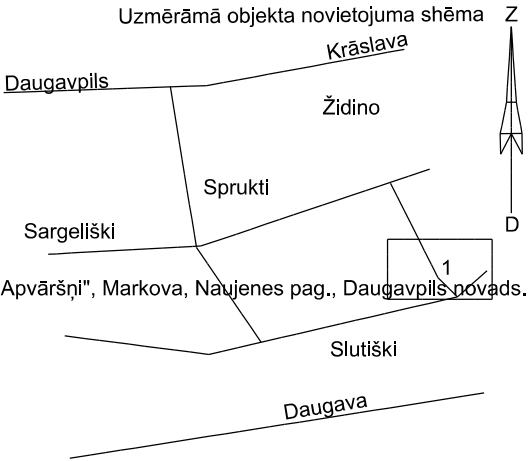 Uzmērāmā objekta novietojuma shēma
Z
Krāslava
Daugavpils
Židino
Sprukti
D
Sargeliški
1
Apvāršņi", Markova, Naujenes pag., Daugavpils novads.
Slutiški
Daugava